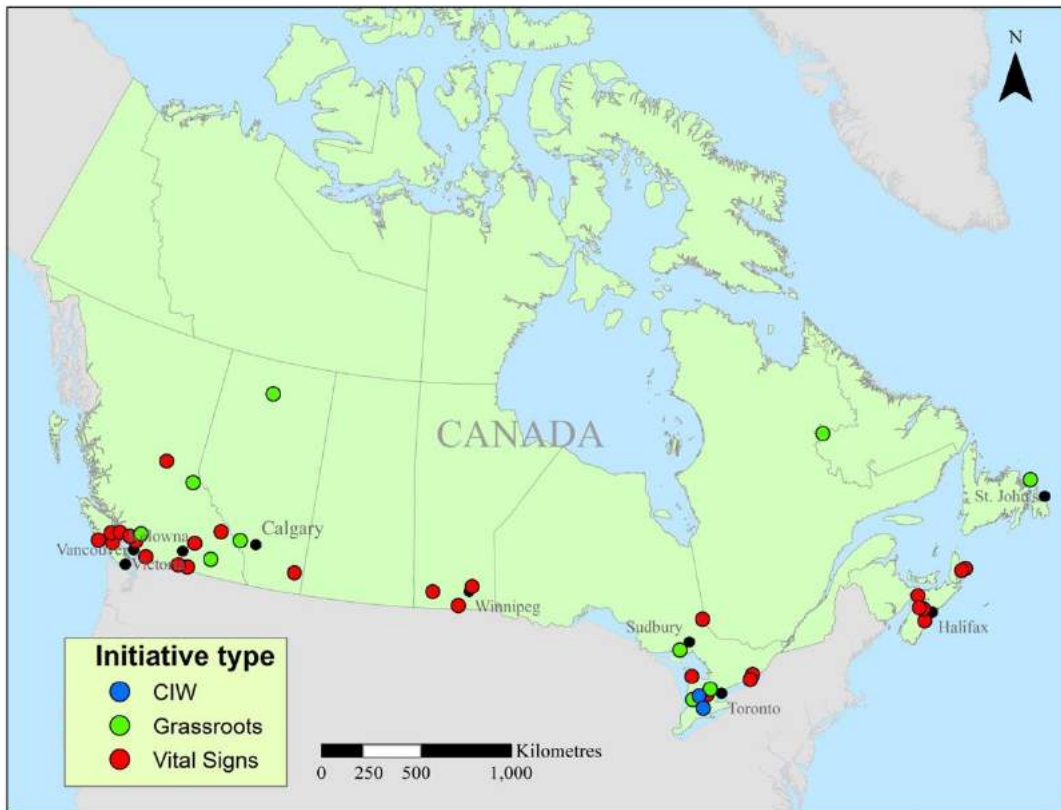 N
CANADA
St. John's
Calgary
Kelowna
Vancouver
Victoria
Winnipeg
Sudbury
Halifax
Toronto
Initiative type
CIW
Grassroots
Vital Signs
Kilometres
0 250 500 1,000